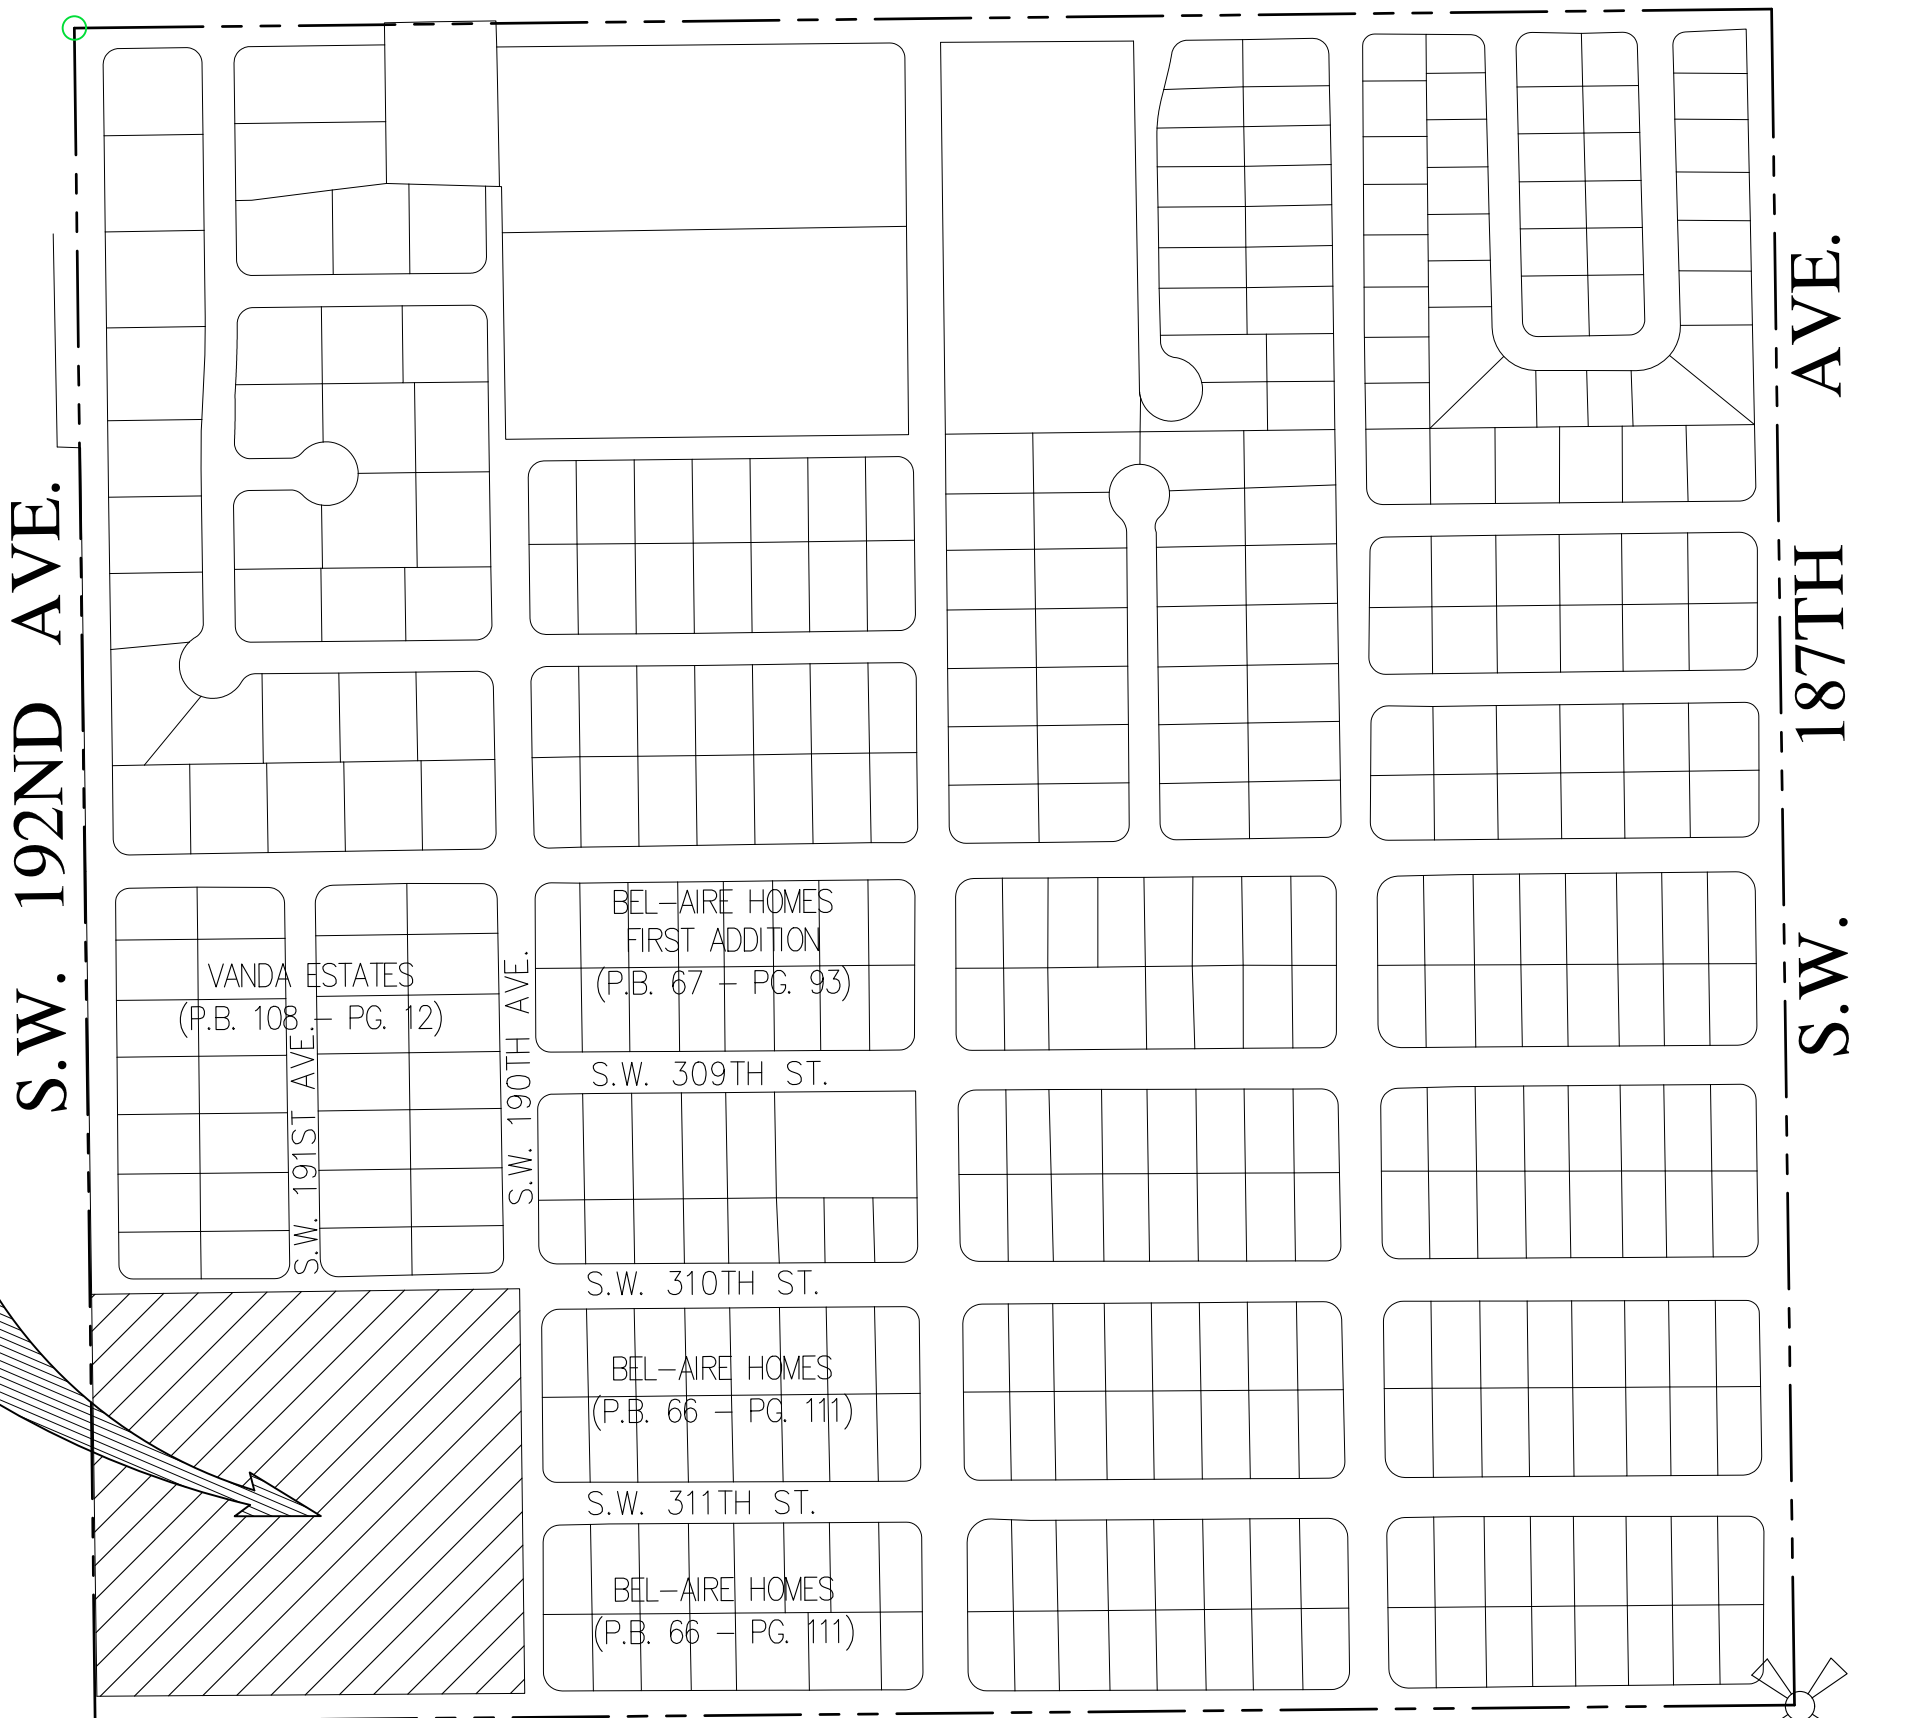 S.W. 192ND AVE.
S.W. 187TH AVE.
BEL-AIRE HOMES
FIRST ADDITION
(P.B. 67 - PG. 93)
VANDA ESTATES
(P.B. 108 - PG. 12)
S.W. 191ST AVE.
S.W. 190TH AVE.
S.W. 309TH ST.
S.W. 310TH ST.
BEL-AIRE HOMES
(P.B. 66 - PG. 111)
S.W. 311TH ST.
BEL-AIRE HOMES
(P.B. 66 - PG. 111)